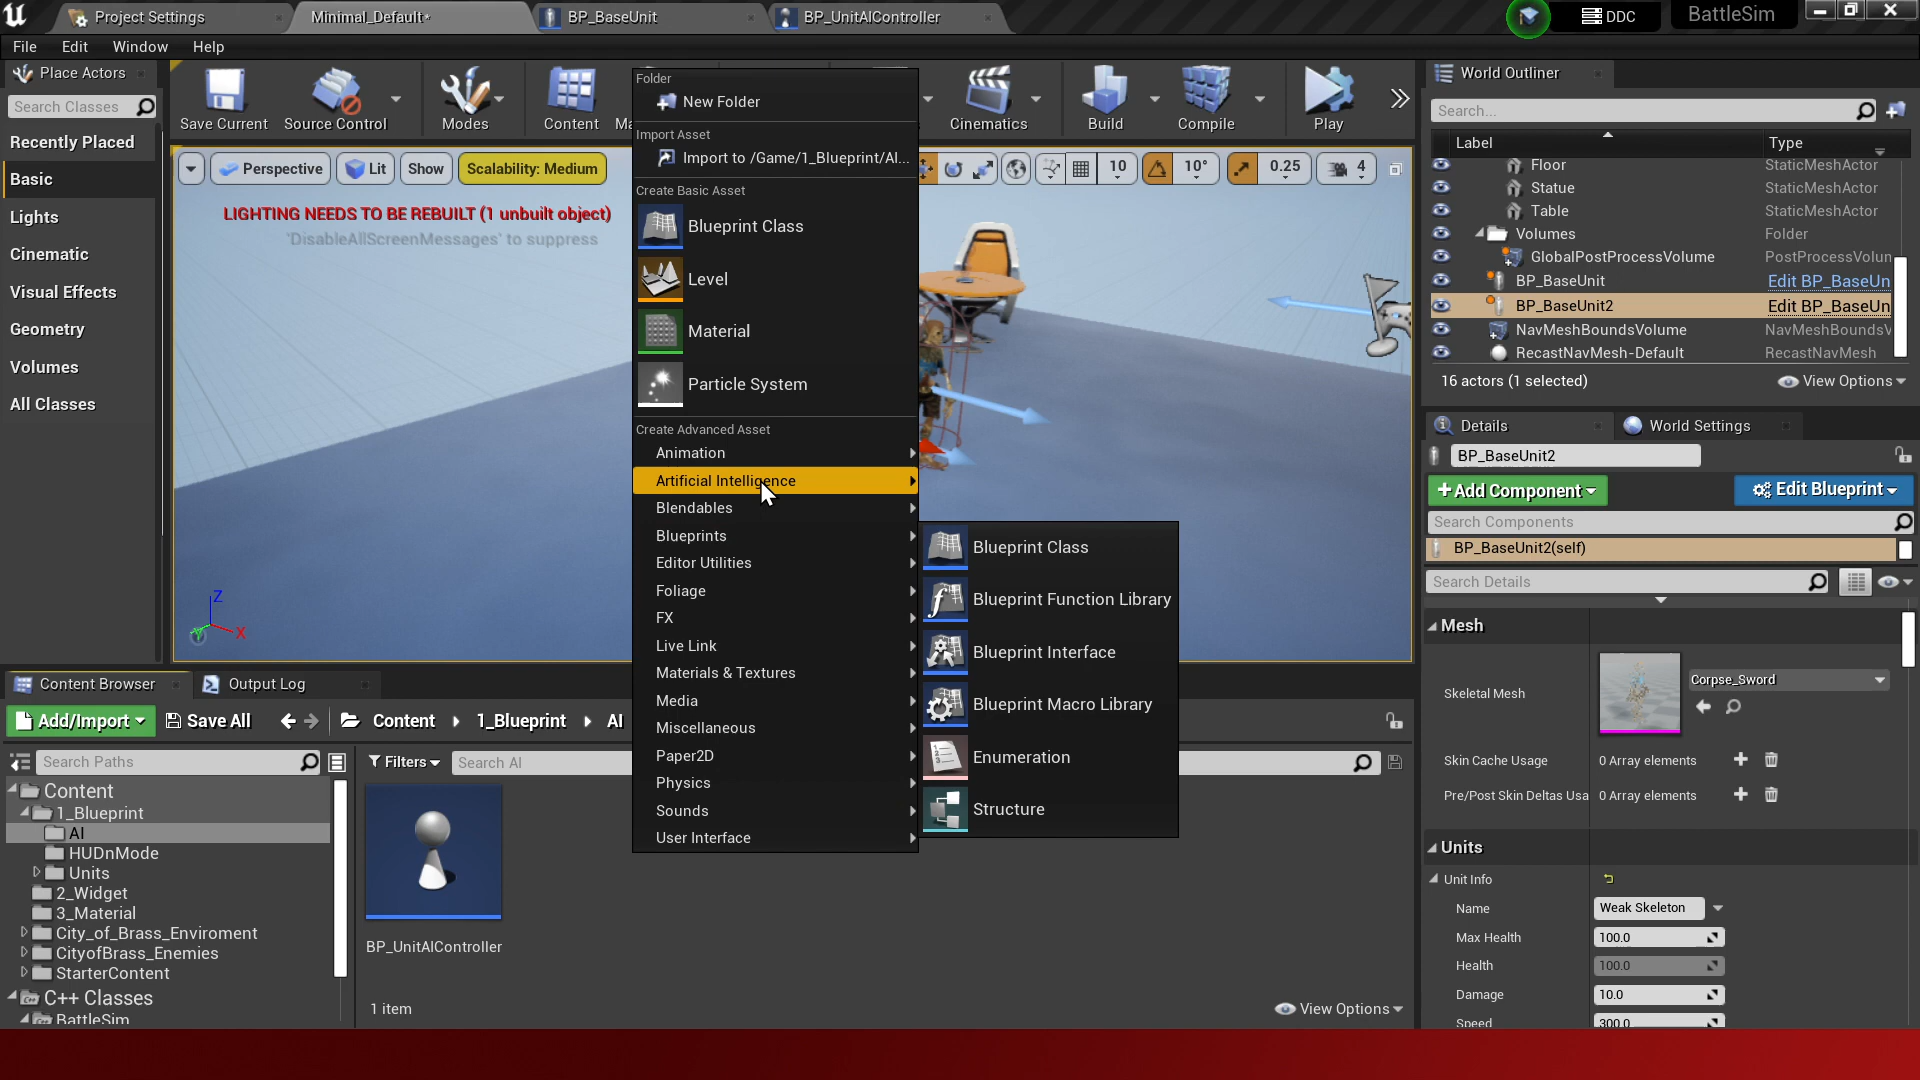 Project Settings
Minimal_Default*
BP_BaseUnit
BP_UnitAIController
DDC
BattleSim
File
Edit
Window
Help
Place Actors
Search Classes
Recently Placed
Basic
Lights
Cinematic
Visual Effects
Geometry
Volumes
All Classes
Save Current
Source Control
Modes
Content
Cinematics
Build
Compile
Play
Perspective
Lit
Show
Scalability: Medium
10
10°
0.25
4
LIGHTING NEEDS TO BE REBUILT (1 unbuilt object)
'DisableAllScreenMessages' to suppress
Z
X
Folder
New Folder
Import Asset
Import to /Game/1_Blueprint/AI...
Create Basic Asset
Blueprint Class
Level
Material
Particle System
Create Advanced Asset
Animation
Artificial Intelligence
Blendables
Blueprints
Editor Utilities
Foliage
FX
Live Link
Materials & Textures
Media
Miscellaneous
Paper2D
Physics
Sounds
User Interface
Blueprint Class
Blueprint Function Library
Blueprint Interface
Blueprint Macro Library
Enumeration
Structure
World Outliner
Search...
Label
Type
Floor
StaticMeshActor
Statue
StaticMeshActor
Table
StaticMeshActor
Volumes
Folder
GlobalPostProcessVolume
PostProcessVolun
BP_BaseUnit
Edit BP_BaseUn
BP_BaseUnit2
Edit BP_BaseUn
NavMeshBoundsVolume
NavMeshBoundsV
RecastNavMesh-Default
RecastNavMesh
16 actors (1 selected)
View Options
Details
World Settings
BP_BaseUnit2
+Add Component
Edit Blueprint
Search Components
BP_BaseUnit2(self)
Search Details
Mesh
Skeletal Mesh
Corpse_Sword
Skin Cache Usage
0 Array elements
Pre/Post Skin Deltas Usa
0 Array elements
Units
Unit Info
Name
Weak Skeleton
Max Health
100.0
Health
100.0
Damage
10.0
Speed
300.0
Content Browser
Output Log
Add/Import
Save All
Content
1_Blueprint
AI
Search Paths
Filters
Search AI
Content
1_Blueprint
AI
HUDnMode
Units
2_Widget
3_Material
City_of_Brass_Enviroment
CityofBrass_Enemies
StarterContent
C++ Classes
BattleSim
BP_UnitAIController
1 item
View Options